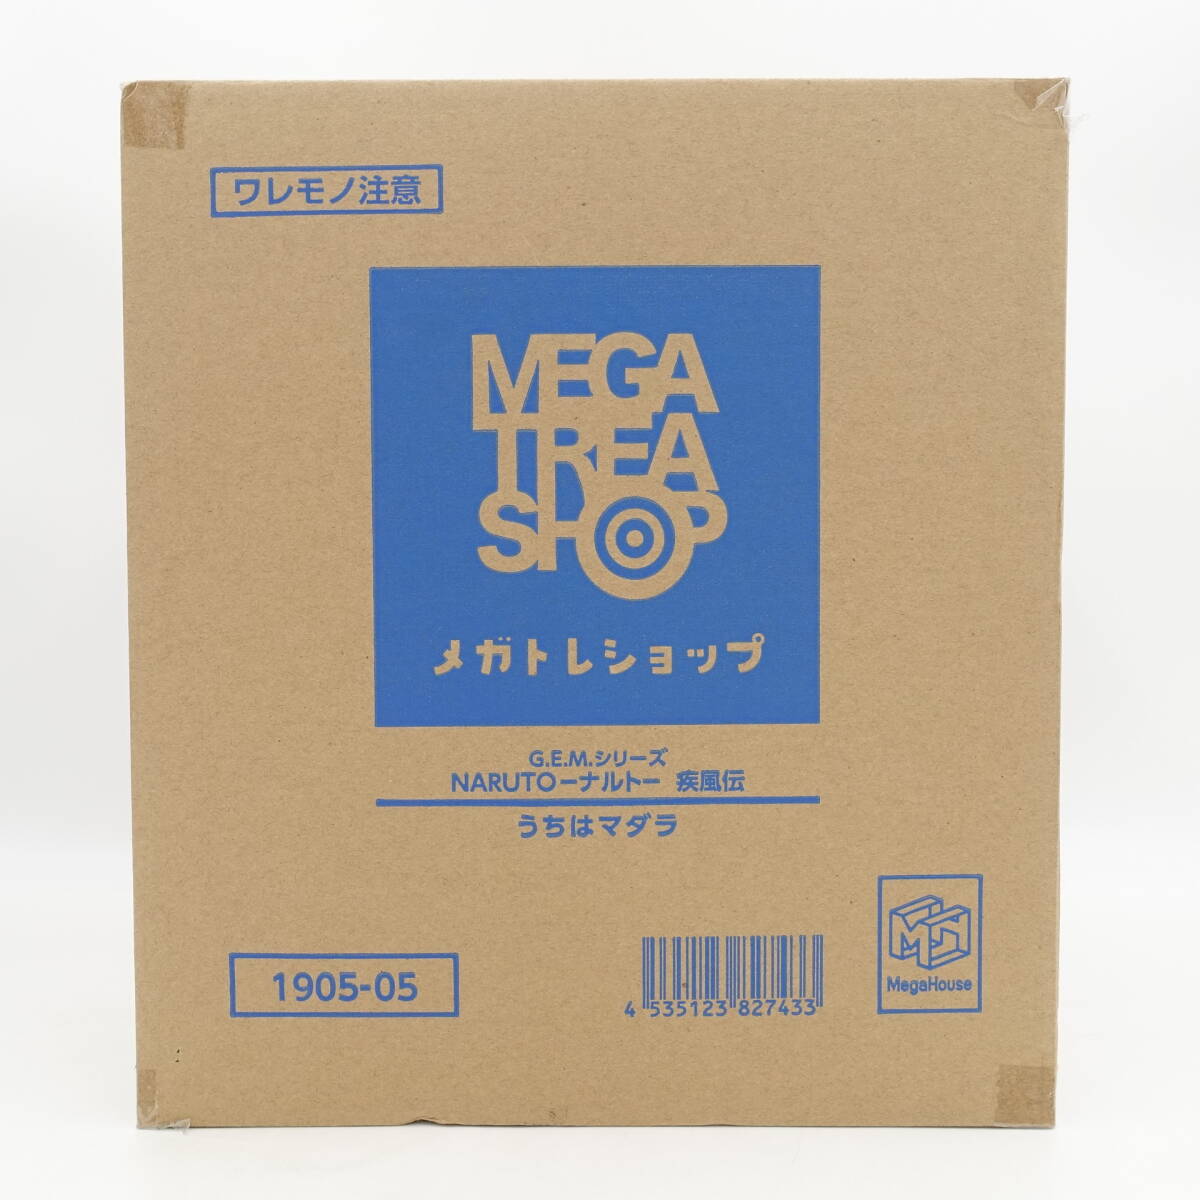 ワレモノ注意
MEGA
TREA
SHOP
メガトレショップ
G.E.M.シリーズ
NARUTOーナルトー 疾風伝
うちはマダラ
1905-05
4 535123 827433
MegaHouse